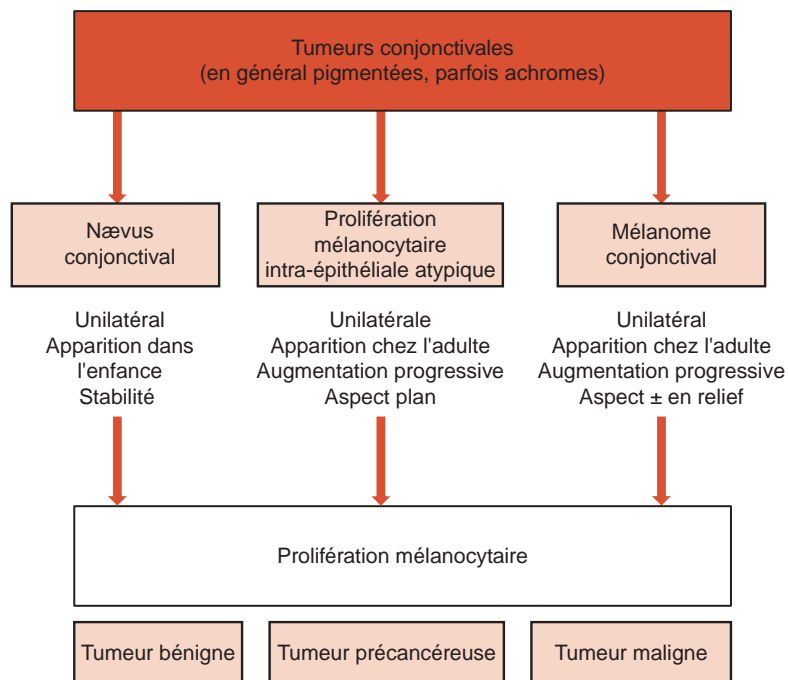 Tumeurs conjonctivales
(en général pigmentées, parfois achromes)
Nævus
conjonctival
Prolifération
mélanocytaire
intra-épithéliale atypique
Mélanome
conjonctival
Unilatéral
Apparition dans
l'enfance
Stabilité
Unilatérale
Apparition chez l'adulte
Augmentation progressive
Aspect plan
Unilatéral
Apparition chez l'adulte
Augmentation progressive
Aspect ± en relief
Prolifération mélanocytaire
Tumeur bénigne
Tumeur précancéreuse
Tumeur maligne